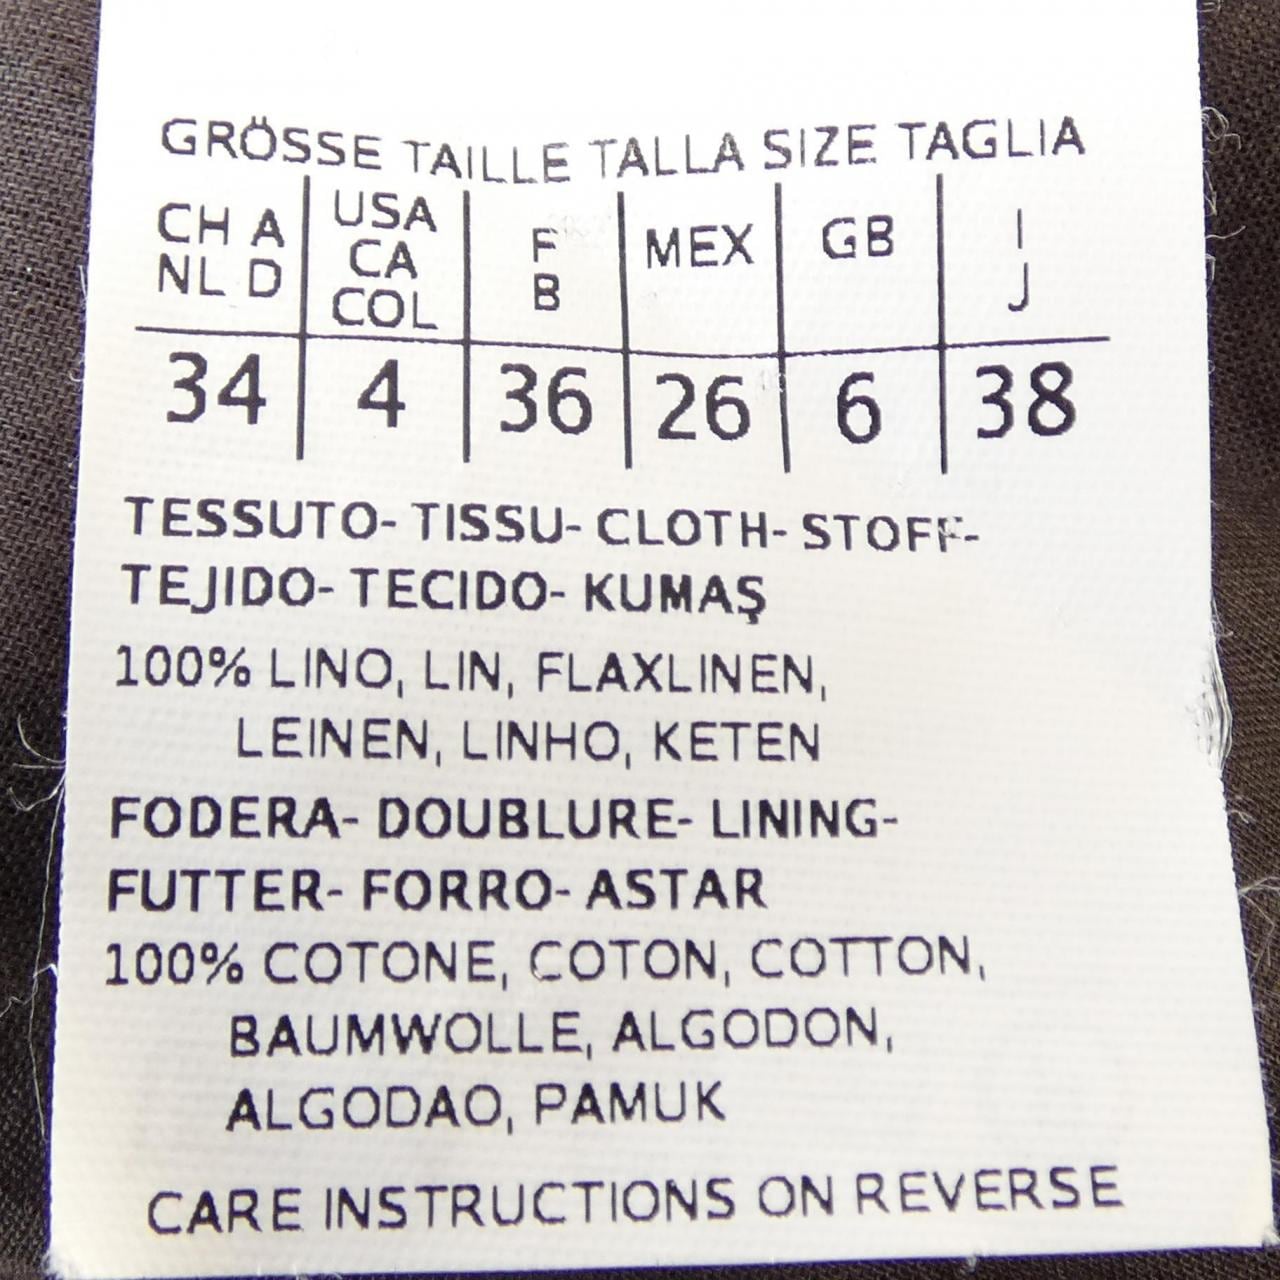 GRÖSSE TAILLE TALLA SIZE TAGLIA
CH A NL D USA CA COL F B MEX GB I J
34 4 36 26 6 38
TESSUTO- TISSU- CLOTH- STOFF-
TEJIDO- TECIDO- KUMAŞ
100% LINO, LIN, FLAXLINEN,
LEINEN, LINHO, KETEN
FODERA- DOUBLURE- LINING-
FUTTER- FORRO- ASTAR
100% COTONE, COTON, COTTON,
BAUMWOLLE, ALGODON,
ALGODAO, PAMUK
CARE INSTRUCTIONS ON REVERSE